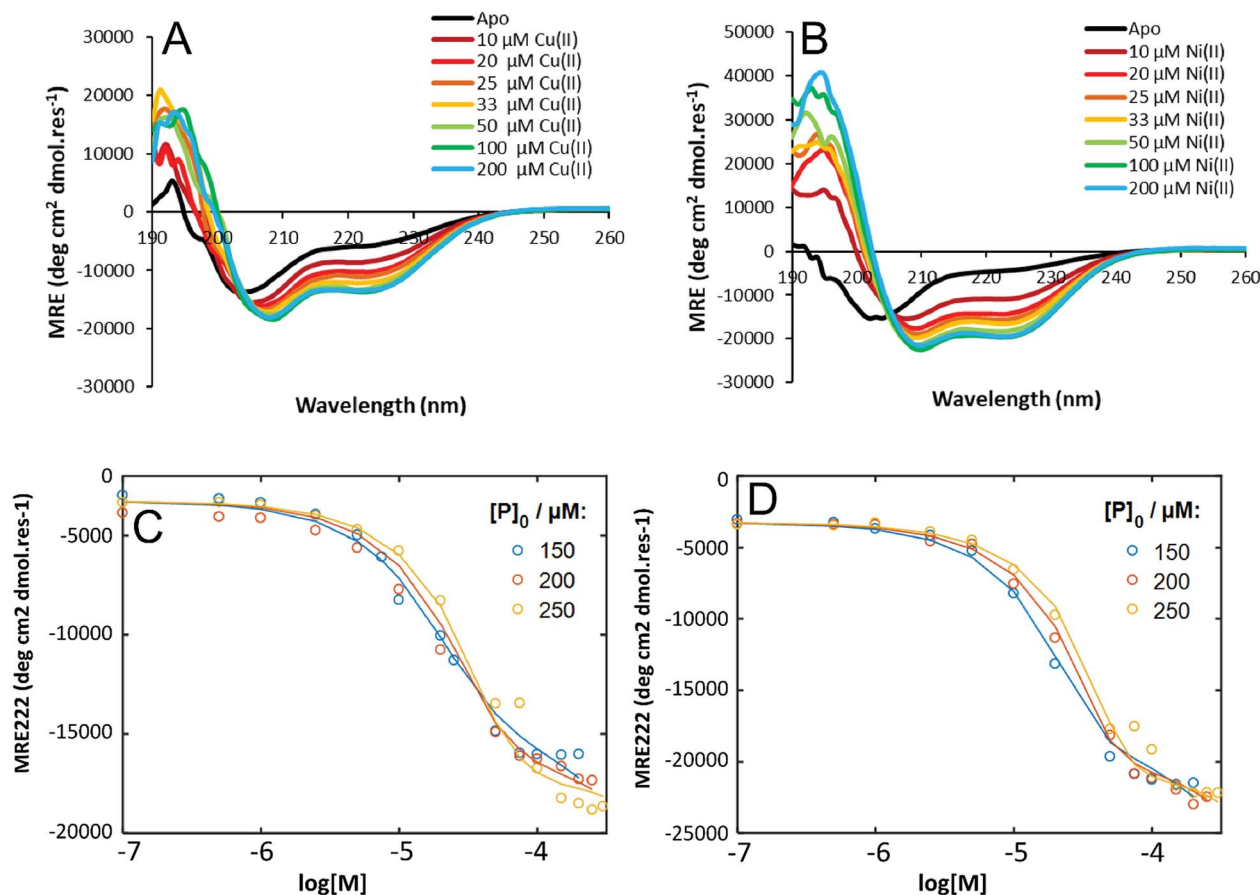 A
Apo
10 µM Cu(II)
20 µM Cu(II)
25 µM Cu(II)
33 µM Cu(II)
50 µM Cu(II)
100 µM Cu(II)
200 µM Cu(II)
30000
20000
10000
0
-10000
-20000
-30000
190 200 210 220 230 240 250 260
MRE (deg cm² dmol.res⁻¹)
Wavelength (nm)
B
Apo
10 µM Ni(II)
20 µM Ni(II)
25 µM Ni(II)
33 µM Ni(II)
50 µM Ni(II)
100 µM Ni(II)
200 µM Ni(II)
50000
40000
30000
20000
10000
0
-10000
-20000
-30000
190 200 210 220 230 240 250 260
MRE (deg cm² dmol.res⁻¹)
Wavelength (nm)
C
[P]₀ / µM:
150
200
250
0
-5000
-10000
-15000
-20000
-7 -6 -5 -4
MRE222 (deg cm2 dmol.res-1)
log[M]
D
[P]₀ / µM:
150
200
250
0
-5000
-10000
-15000
-20000
-25000
-7 -6 -5 -4
MRE222 (deg cm2 dmol.res-1)
log[M]